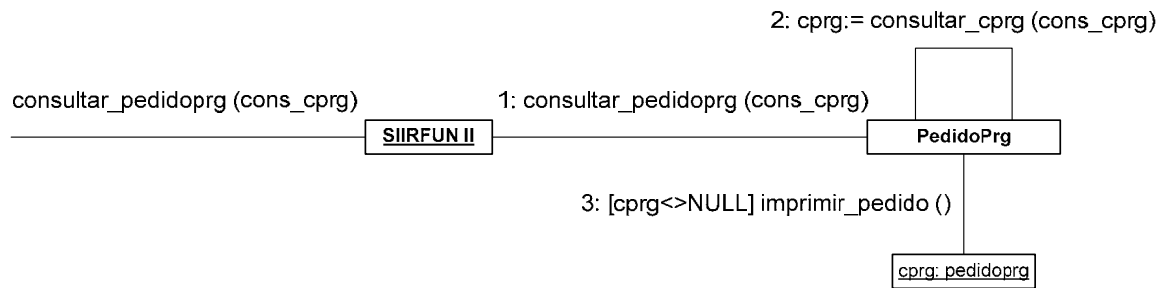 2: cprg:= consultar_cprg (cons_cprg)
consultar_pedidoprg (cons_cprg)
1: consultar_pedidoprg (cons_cprg)
SIIRFUN II
PedidoPrg
3: [cprg<>NULL] imprimir_pedido ()
cprg: pedidoprg